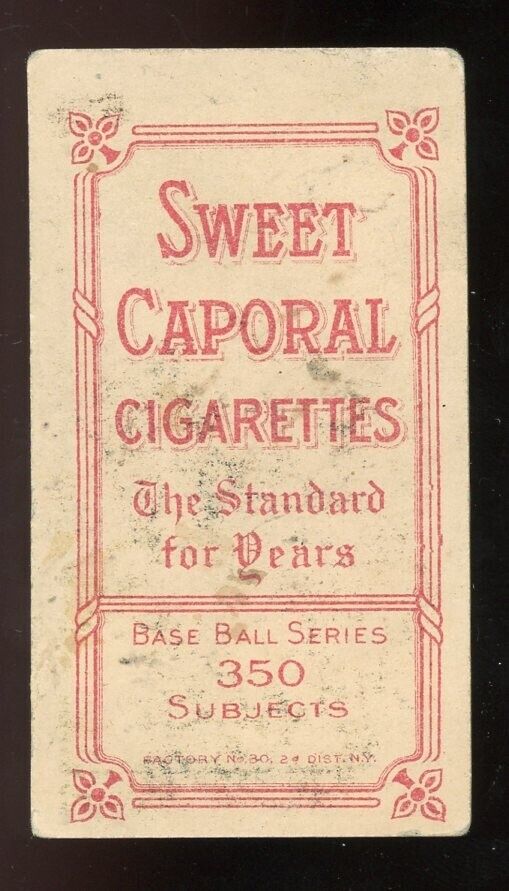 SWEET
CAPORAL
CIGARETTES
The Standard
for Years
BASE BALL SERIES
350
SUBJECTS
FACTORY No. 30, 2d DIST. N.Y.